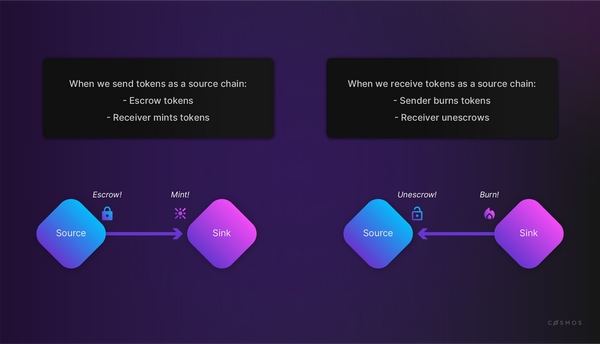 When we send tokens as a source chain:
- Escrow tokens
- Receiver mints tokens
When we receive tokens as a source chain:
- Sender burns tokens
- Receiver unescrows
Escrow!
Mint!
Source
Sink
Unescrow!
Burn!
Source
Sink
COSMOS